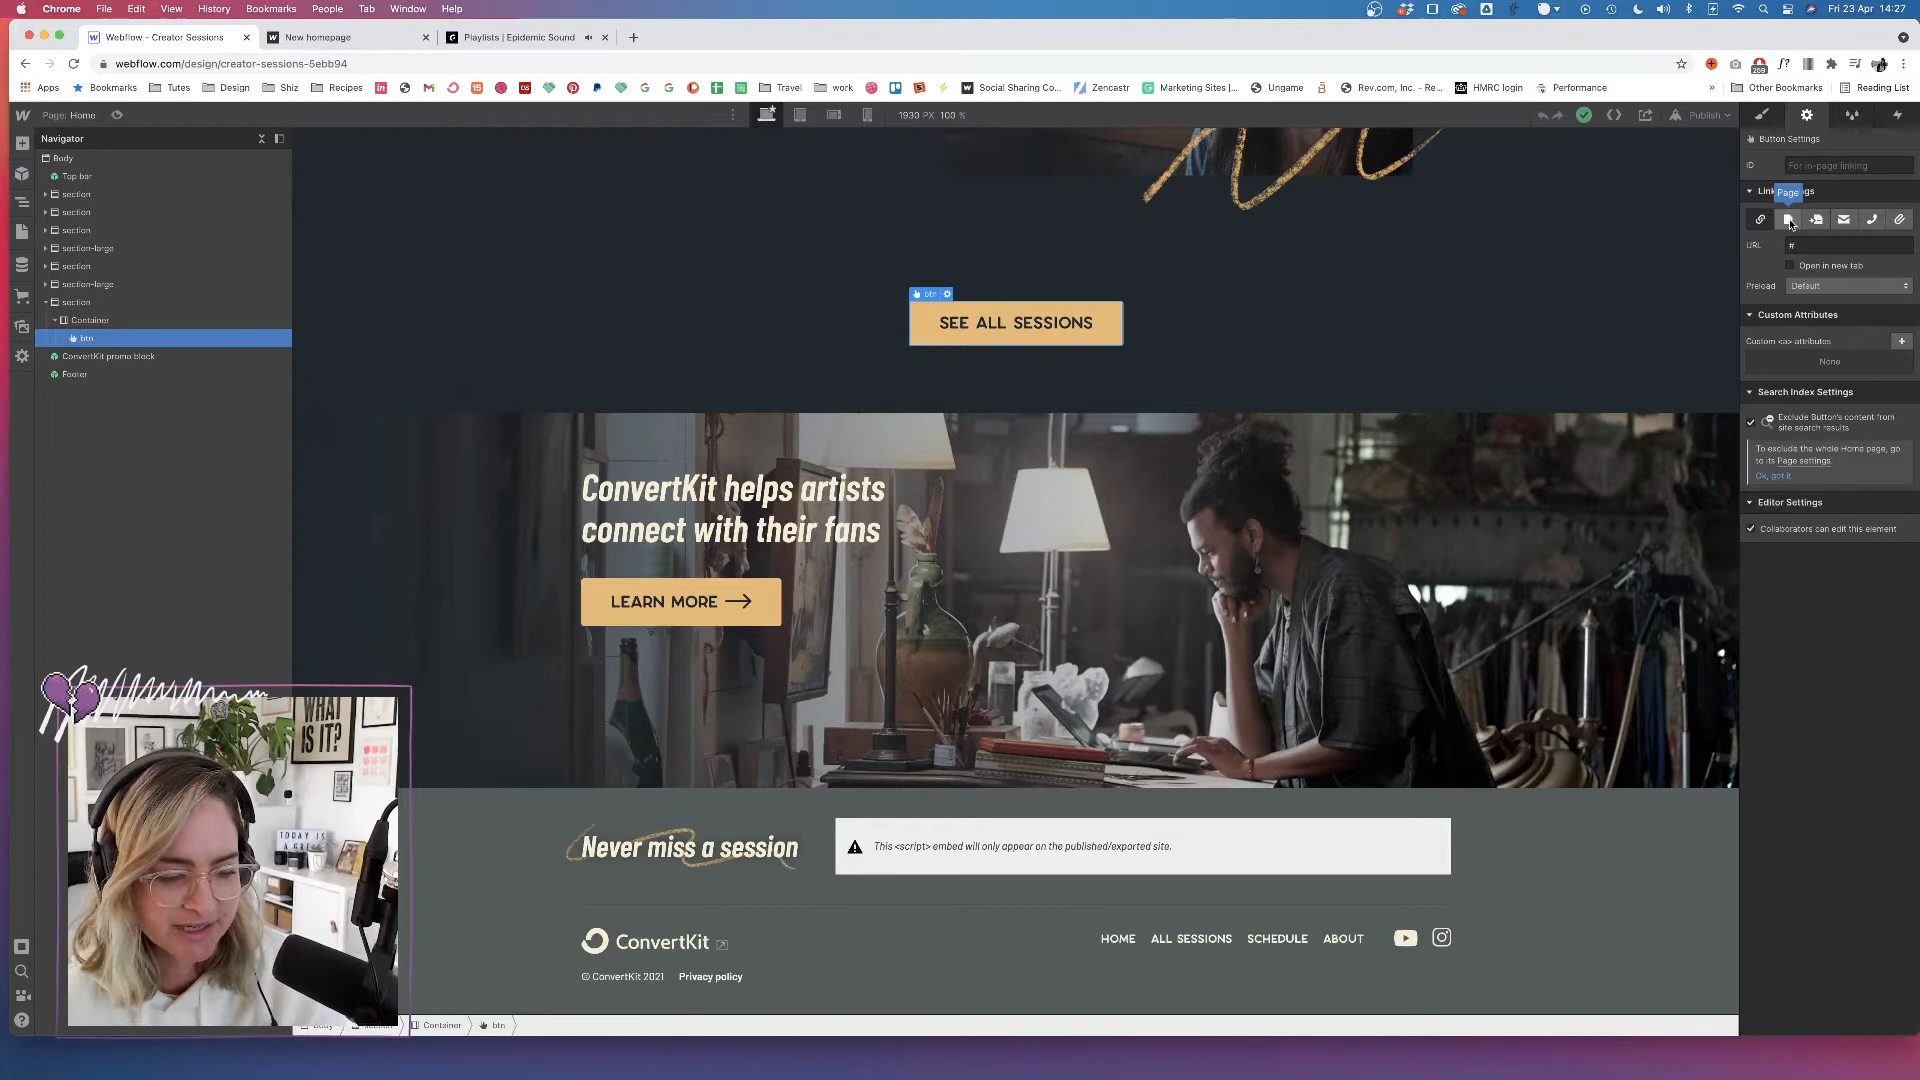 Chrome File Edit View History Bookmarks People Tab Window Help
Fri 23 Apr 14:27
Webflow - Creator Sessions
New homepage
Playlists | Epidemic Sound
webflow.com/design/creator-sessions-5ebb94
269
f?
Apps Bookmarks Tutes Design Shiz Recipes Travel work Social Sharing Co... Zencastr Marketing Sites |... Ungame Rev.com, Inc. - Re... HMRC login Performance » Other Bookmarks Reading List
Page: Home
1930 PX 100 %
Publish
Navigator
Body
Top bar
section
section
section
section-large
section
section-large
section
Container
btn
ConvertKit promo block
Footer
btn
SEE ALL SESSIONS
ConvertKit helps artists
connect with their fans
LEARN MORE
Never miss a session
This <script> embed will only appear on the published/exported site.
ConvertKit
HOME ALL SESSIONS SCHEDULE ABOUT
© ConvertKit 2021 Privacy policy
Container btn
Button Settings
ID For in-page linking
Page
URL #
Open in new tab
Preload Default
Custom Attributes
Custom <a> attributes
None
Search Index Settings
Exclude Button's content from
site search results
To exclude the whole Home page, go
to its Page settings.
Ok, got it
Editor Settings
Collaborators can edit this element
WHAT
IS IT?
TODAY IS